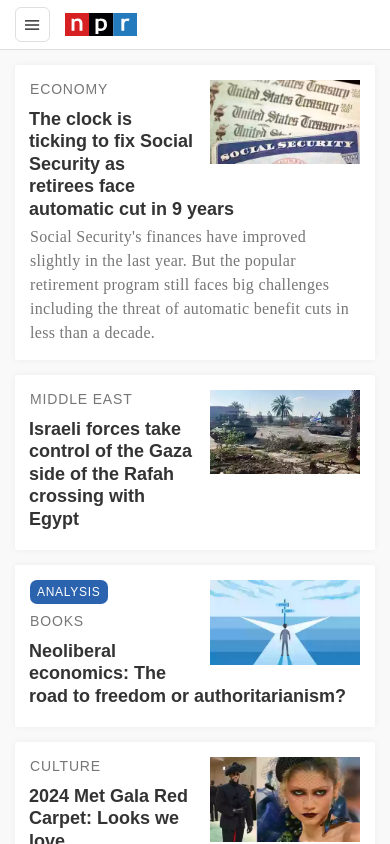 npr
ECONOMY
The clock is
ticking to fix Social
Security as
retirees face
automatic cut in 9 years
United States Treasury
United States Treasury
United States Treasury
SOCIAL SECURITY
Social Security's finances have improved
slightly in the last year. But the popular
retirement program still faces big challenges
including the threat of automatic benefit cuts in
less than a decade.
MIDDLE EAST
Israeli forces take
control of the Gaza
side of the Rafah
crossing with
Egypt
ANALYSIS
BOOKS
Neoliberal
economics: The
road to freedom or authoritarianism?
CULTURE
2024 Met Gala Red
Carpet: Looks we
love